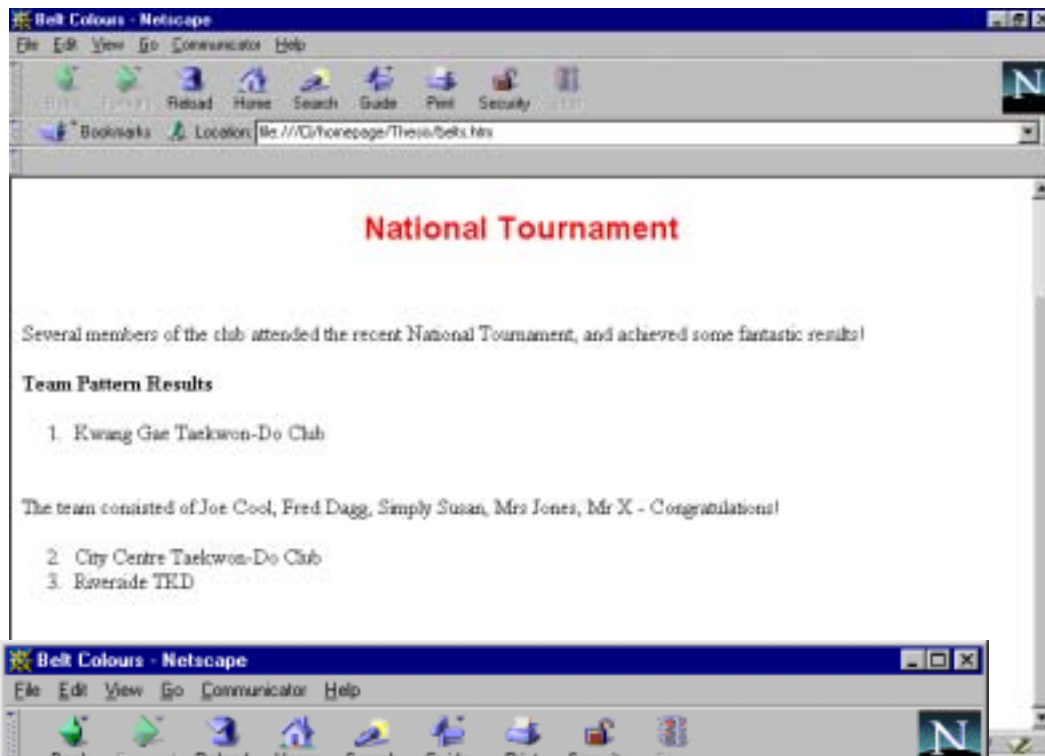 Belt Colours - Netscape
File Edit View Go Communicator Help
Back Forward Reload Home Search Guide Print Security Stop
Bookmarks Location: file:///C|/homepage/Thesis/belts.htm
N
National Tournament
Several members of the club attended the recent National Tournament, and achieved some fantastic results!
Team Pattern Results
1. Kwang Gae Taekwon-Do Club
The team consisted of Joe Cool, Fred Dagg, Simply Susan, Mrs Jones, Mr X - Congratulations!
2. City Centre Taekwon-Do Club
3. Riverside TKD
Belt Colours - Netscape
File Edit View Go Communicator Help
N